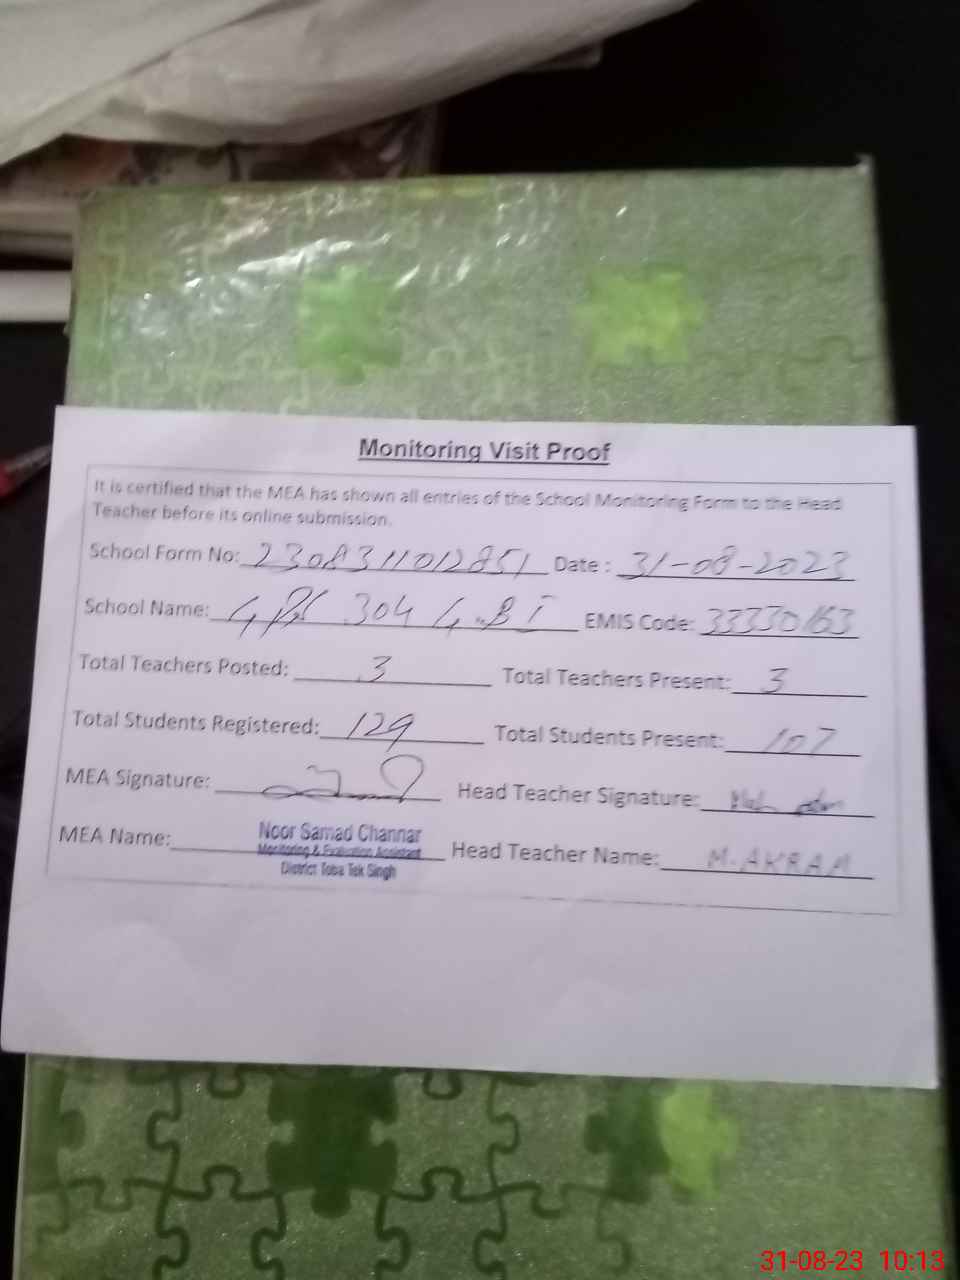 Monitoring Visit Proof
It is certified that the MEA has shown all entries of the School Monitoring Form to the Head
Teacher before its online submission.
School Form No: 2308311012851 Date : 31-08-2023
School Name: GPS 304 G.B I EMIS Code: 33330163
Total Teachers Posted: 3 Total Teachers Present: 3
Total Students Registered: 129 Total Students Present: 107
MEA Signature: Head Teacher Signature:
MEA Name: Noor Samad Channar Head Teacher Name: M. AKRAM
Monitoring & Evaluation Assistant
District Toba Tek Singh
31-08-23 10:13